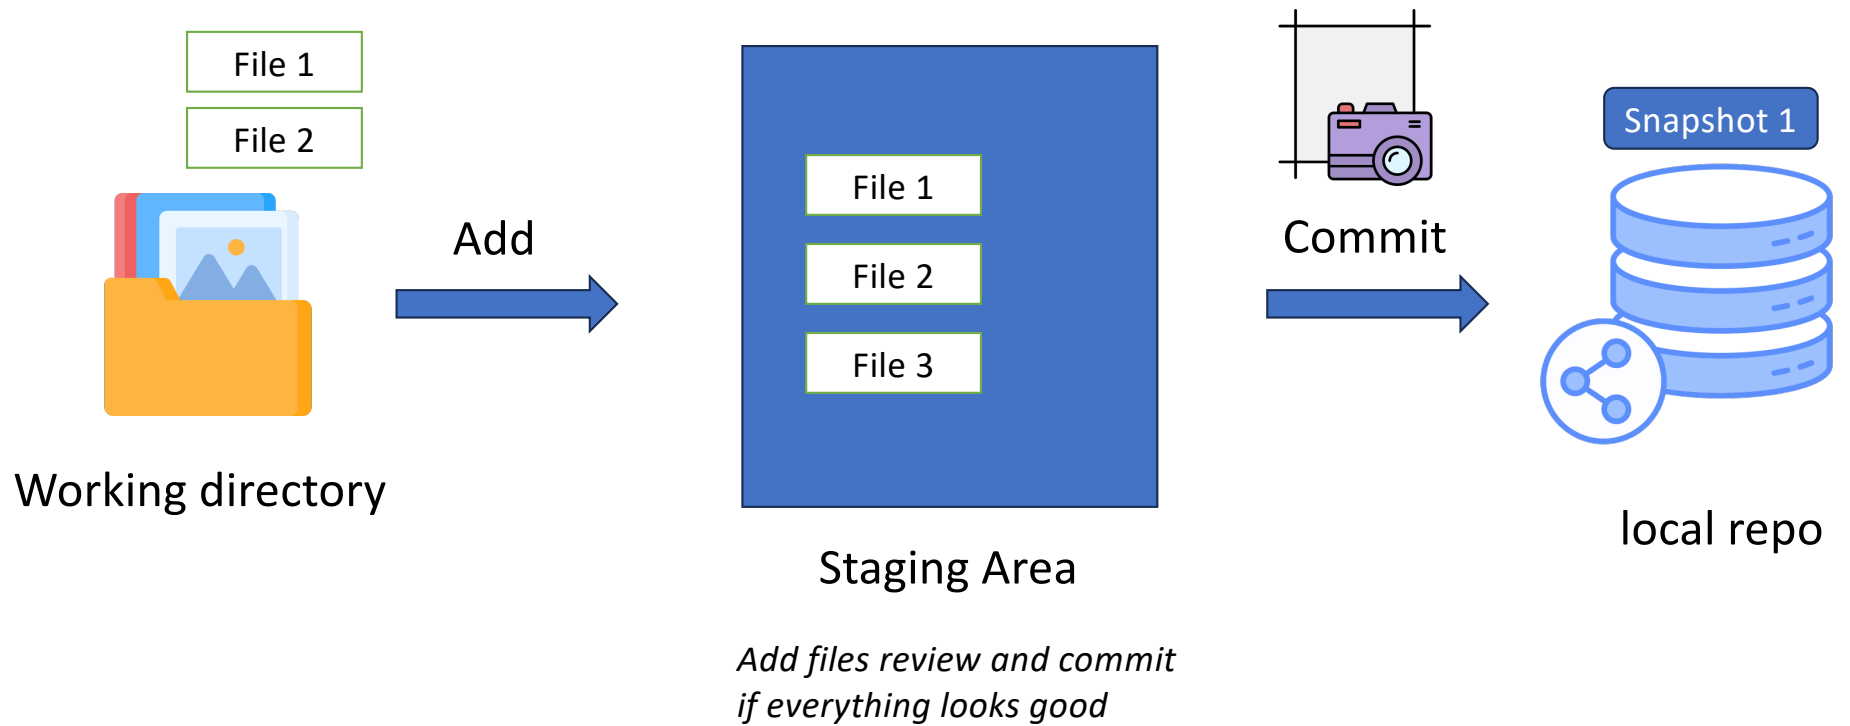 File 1
File 2
Working directory
Add
File 1
File 2
File 3
Staging Area
Add files review and commit
if everything looks good
Commit
Snapshot 1
local repo